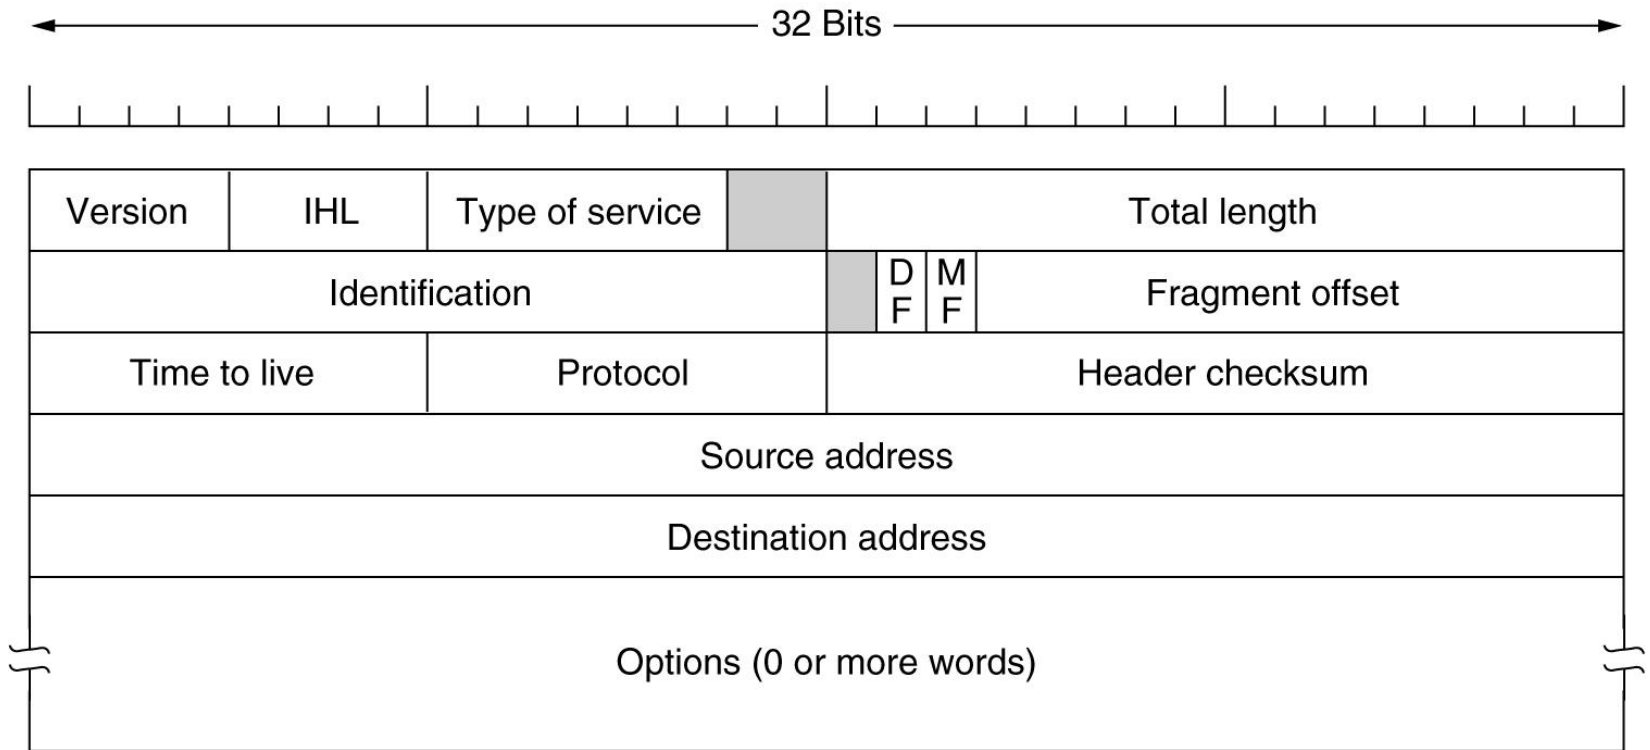 32 Bits
Version IHL Type of service Total length
Identification D F M F Fragment offset
Time to live Protocol Header checksum
Source address
Destination address
Options (0 or more words)